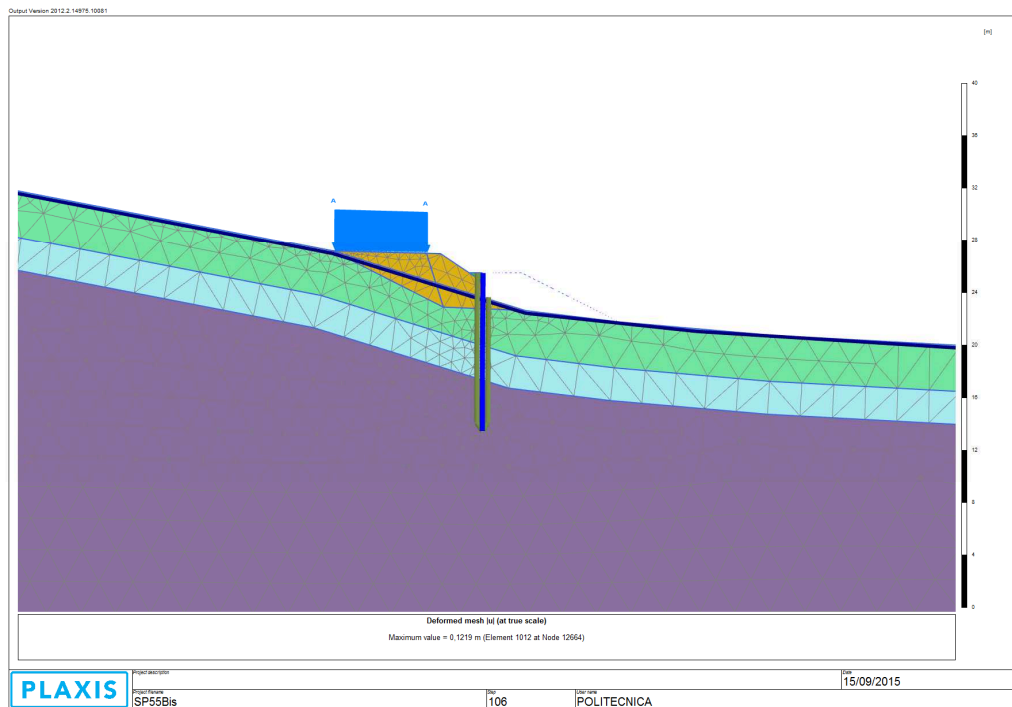 Output Version 2012.2.14975.10081
[m]
40
36
32
28
24
20
16
12
8
4
0
A A
Deformed mesh |u| (at true scale)
Maximum value = 0,1219 m (Element 1012 at Node 12664)
PLAXIS
Project description
Date
15/09/2015
Project filename
SP55Bis
Step
106
User name
POLITECNICA